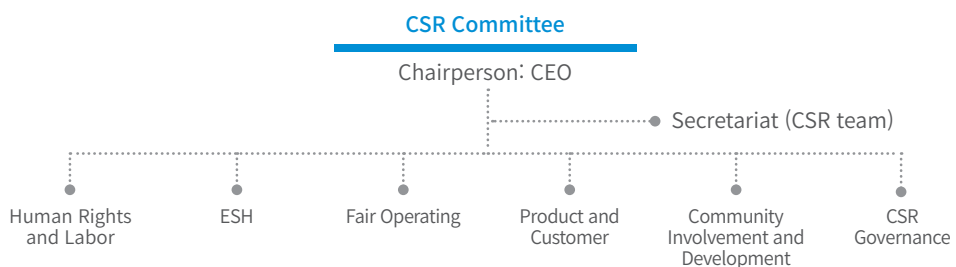 CSR Committee
Chairperson: CEO
Secretariat (CSR team)
Human Rights
and Labor
ESH
Fair Operating
Product and
Customer
Community
Involvement and
Development
CSR
Governance